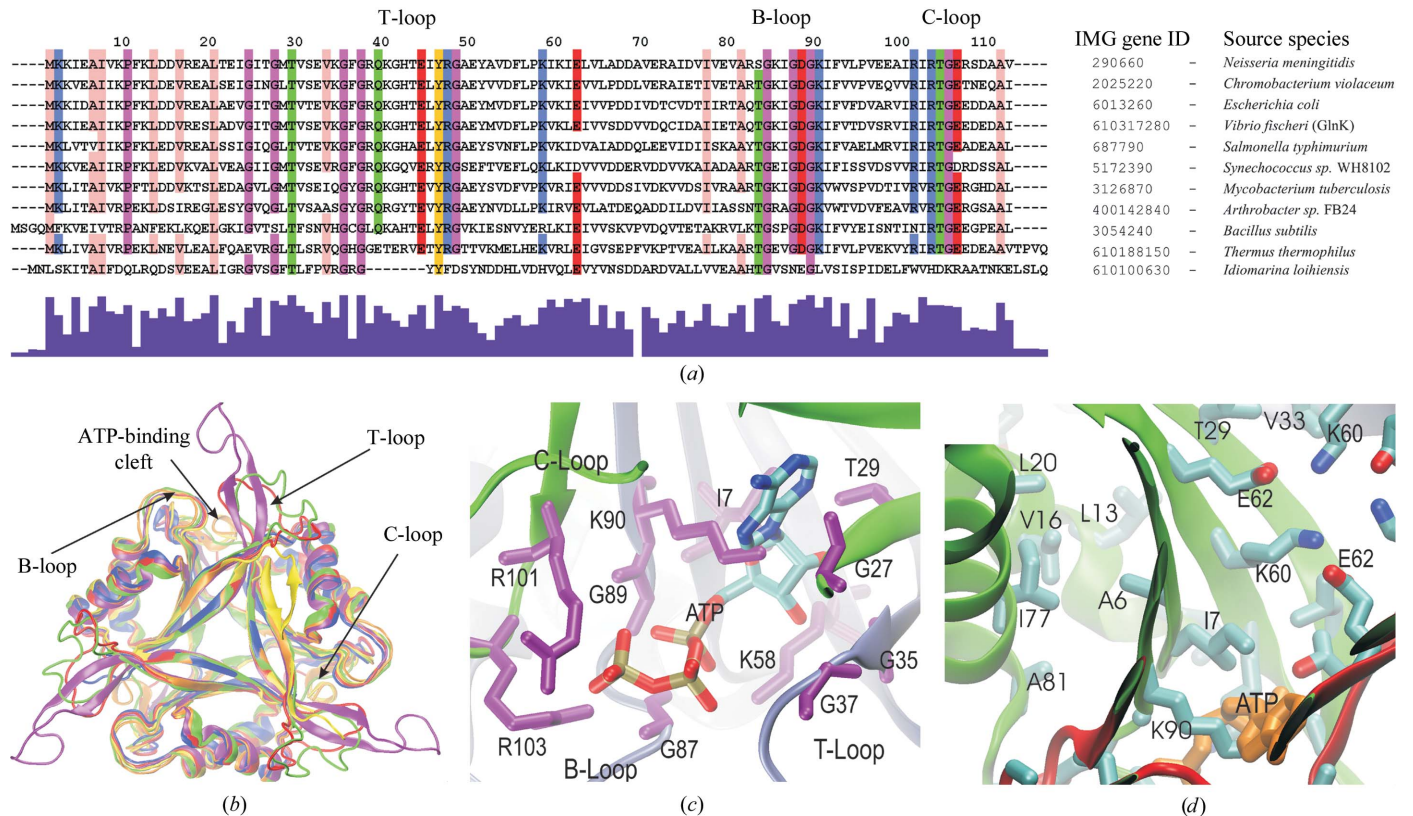 T-loop B-loop C-loop
10 20 30 40 50 60 70 80 90 100 110 IMG gene ID Source species
----MKKIEAIVKPFKLDDVREALTEIGITGMTVSEVKGFGRQKGHTEIYRGAEYAVDFLPKIKIELVLADDAVERAIDVIVEVARSGKIGDGKIFVLPVEEAIRIRTGERSDAAV---- 290660 – Neisseria meningitidis
----MKKVEAIIKPFKLDDVREALSEIGINGLTVSEVKGFGRQKGHTELYRGAEYVVDFLPKVKIEIVVPDDLVERAIETIVETARTGKIGDGKIFVVPVEQVVRIRTGETNEQAI---- 2025220 – Chromobacterium violaceum
----MKKIDAIIKPFKLDDVREALAEVGITGMTVTEVKGFGRQKGHTELYRGAEYMVDFLPKVKIEIVVPDDIVDTCVDTIIRTAQTGKIGDGKIFVFDVARVIRIRTGEEDDAAI---- 6013260 – Escherichia coli
----MKKIEAIIKPFKLDDVRESLADVGITGMTVSEVKGFGRQKGHTELYRGAEYMVDFLPKVKLEIVVSDDVVDQCIDAIIETAQTGKIGDGKIFVTDVSRVIRIRTGEEDEDAI---- 610317280 – Vibrio fischeri (GlnK)
----MKLVTVIIKPFKLEDVREALSSIGIQGLTVTEVKGFGRQKGHAELYRGAEYSVNFLPKVKIDVAIADDQLEEVIDIISKAAYTGKIGDGKIFVAELMRVIRIRTGEADEAAL---- 687790 – Salmonella typhimurium
----MKKVEAIIRPFKLEDVKVALVEAGIVGMTVSEVRGFGRQKGQVERYRGSEFTVEFLQKLKIDVVVDDERVDDVVKAIADAARTGEIGDGKIFISSVDSVVRIRTGDRDSSAI---- 5172390 – Synechococcus sp. WH8102
----MKLITAIVKPFTLDDVKTSLEDAGVLGMTVSEIQGYGRQKGHTEVYRGAEYSVDFVPKVRIEVVVDDSIVDKVVDSIVRAARTGKIGDGKVWVSPVDTIVRVRTGERGHDAL---- 3126870 – Mycobacterium tuberculosis
----MKLITAIVRPEKLDSIREGLESYGVQGLTVSAASGYGRQRGYTEVYRGAEYNVDLLPKIRVEVLATDEQADDILDVIIASSNTGRAGDGKVWTVDVFEAVRVRTGERGSAAI---- 400142840 – Arthrobacter sp. FB24
MSGQMFKVEIVTRPANFEKLKQELGKIGVTSLTFSNVHGCGLQKAHTELYRGVKIESNVYERLKIEIVVSKVPVDQVTETAKRVLKTGSPGDGKIFVYEISNTINIRTGEEGPEAL---- 3054240 – Bacillus subtilis
----MKLIVAIVRPEKLNEVLEALFQAEVRGLTLSRVQGHGGETERVETYRGTTVKMELHEKVRLEIGVSEPFVKPTVEAILKAARTGEVGDGKIFVLPVEKVYRIRTGEEDEAAVTPVQ 610188150 – Thermus thermophilus
--MNLSKITAIFDQLRQDSVEEALIGRGVSGFTLFPVRGRG------YYFDSYNDDHLVDHVQLEVYVNSDDARDVALLVVEAAHTGVSNEGLVSISPIDELFWVHDKRAATNKELSLQ 610100630 – Idiomarina loihiensis
(a)
ATP-binding
cleft
T-loop
B-loop
C-loop
(b)
C-Loop
I7
T29
K90
R101
G89
G27
ATP
K58
G35
G37
R103
G87
B-Loop
T-Loop
(c)
T29
V33
K60
L20
E62
V16
L13
K60
E62
A6
I7
I77
A81
ATP
K90
(d)